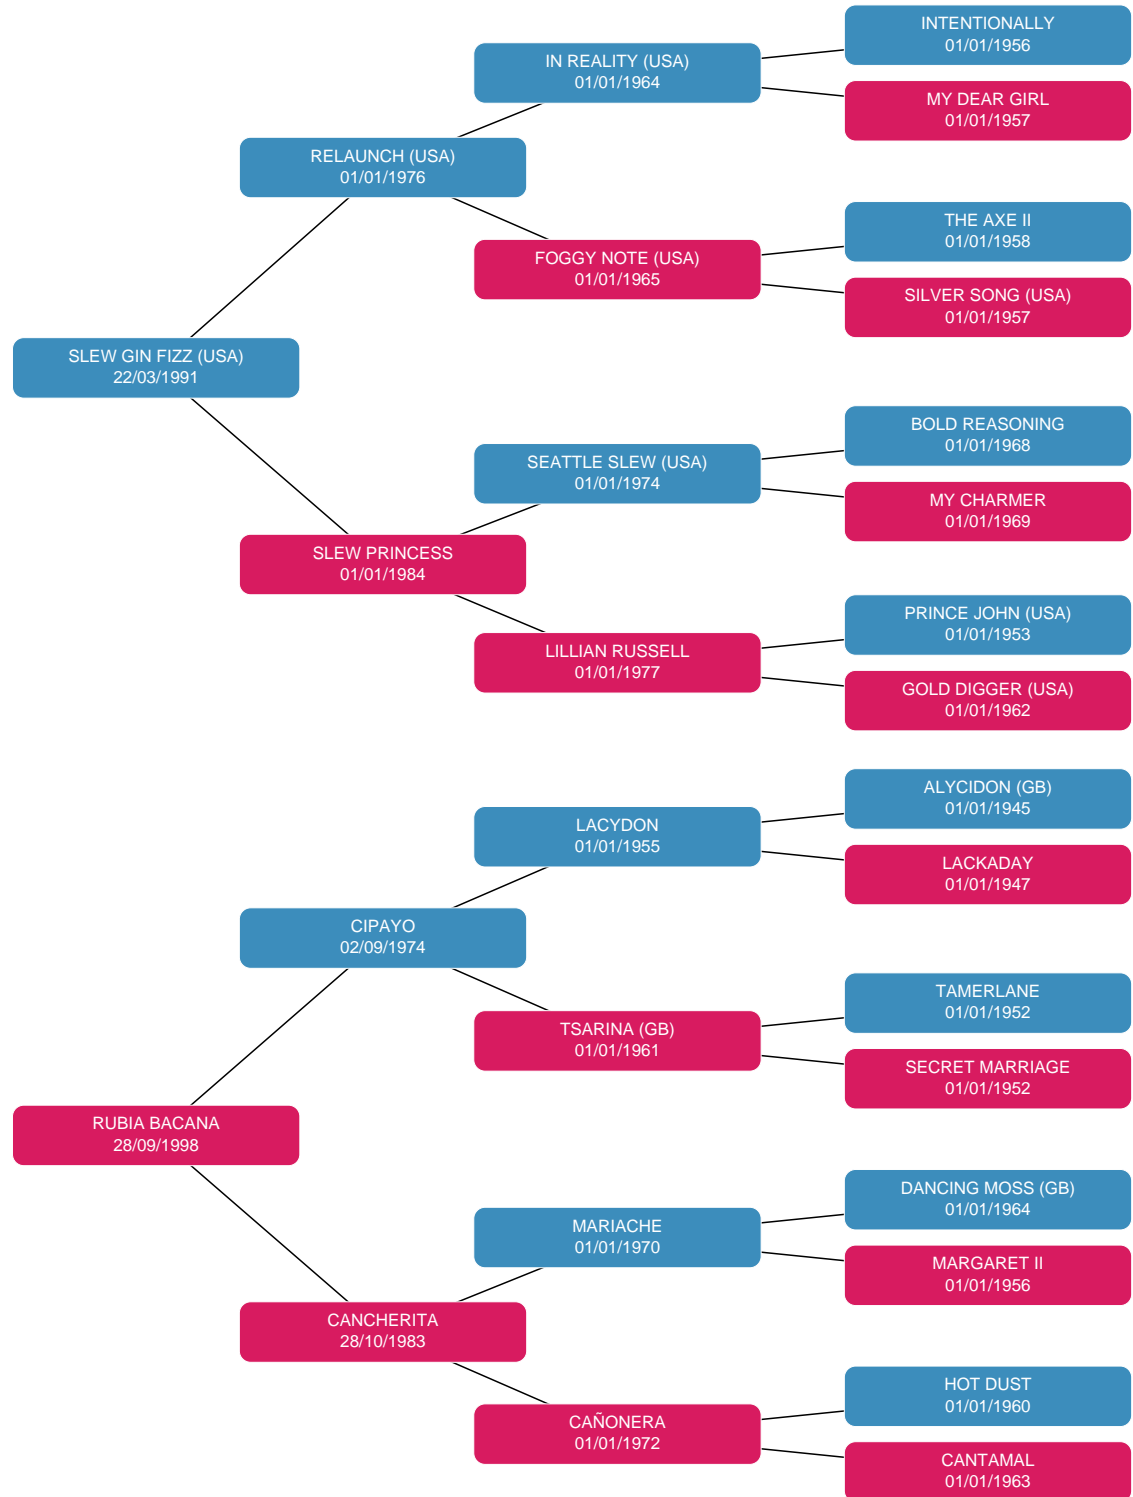 INTENTIONALLY
01/01/1956
IN REALITY (USA)
01/01/1964
MY DEAR GIRL
01/01/1957
RELAUNCH (USA)
01/01/1976
THE AXE II
01/01/1958
FOGGY NOTE (USA)
01/01/1965
SILVER SONG (USA)
01/01/1957
SLEW GIN FIZZ (USA)
22/03/1991
BOLD REASONING
01/01/1968
SEATTLE SLEW (USA)
01/01/1974
MY CHARMER
01/01/1969
SLEW PRINCESS
01/01/1984
PRINCE JOHN (USA)
01/01/1953
LILLIAN RUSSELL
01/01/1977
GOLD DIGGER (USA)
01/01/1962
ALYCIDON (GB)
01/01/1945
LACYDON
01/01/1955
LACKADAY
01/01/1947
CIPAYO
02/09/1974
TAMERLANE
01/01/1952
TSARINA (GB)
01/01/1961
SECRET MARRIAGE
01/01/1952
RUBIA BACANA
28/09/1998
DANCING MOSS (GB)
01/01/1964
MARIACHE
01/01/1970
MARGARET II
01/01/1956
CANCHERITA
28/10/1983
HOT DUST
01/01/1960
CAÑONERA
01/01/1972
CANTAMAL
01/01/1963